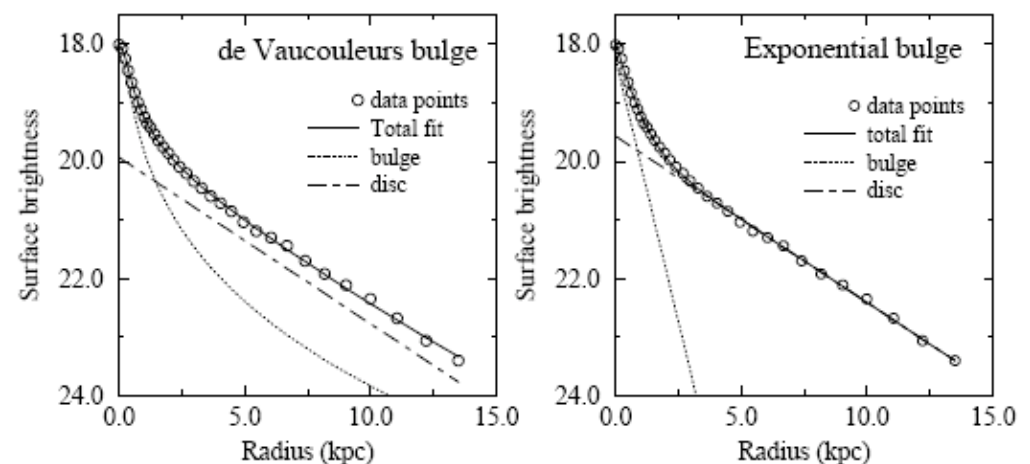 de Vaucouleurs bulge
data points
Total fit
bulge
disc
18.0
20.0
22.0
24.0
Surface brightness
0.0 5.0 10.0 15.0
Radius (kpc)
Exponential bulge
data points
total fit
bulge
disc
18.0
20.0
22.0
24.0
Surface brightness
0.0 5.0 10.0 15.0
Radius (kpc)